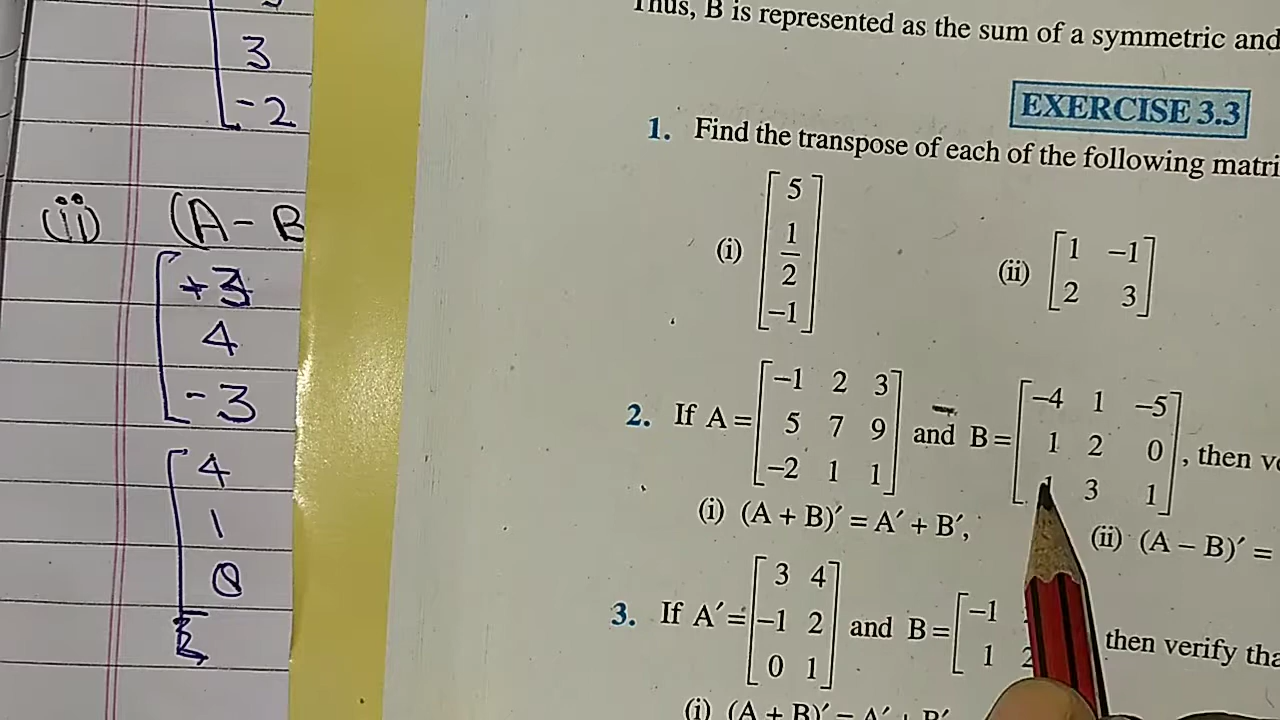 3
-2
(ii) (A - B
+3
4
-3
4
1
0
Thus, B is represented as the sum of a symmetric and
EXERCISE 3.3
1. Find the transpose of each of the following matri
(i) [5 1/2 -1] (ii) [1 -1
2 3]
2. If A = [-1 2 3
5 7 9
-2 1 1] and B = [-4 1 -5
1 2 0
1 3 1], then ve
(i) (A + B)′ = A′ + B′, (ii) (A – B)′ =
3. If A′ = [3 4
-1 2
0 1] and B = [-1
1 2 then verify tha
(i) (A + B)′ = A′ + B′